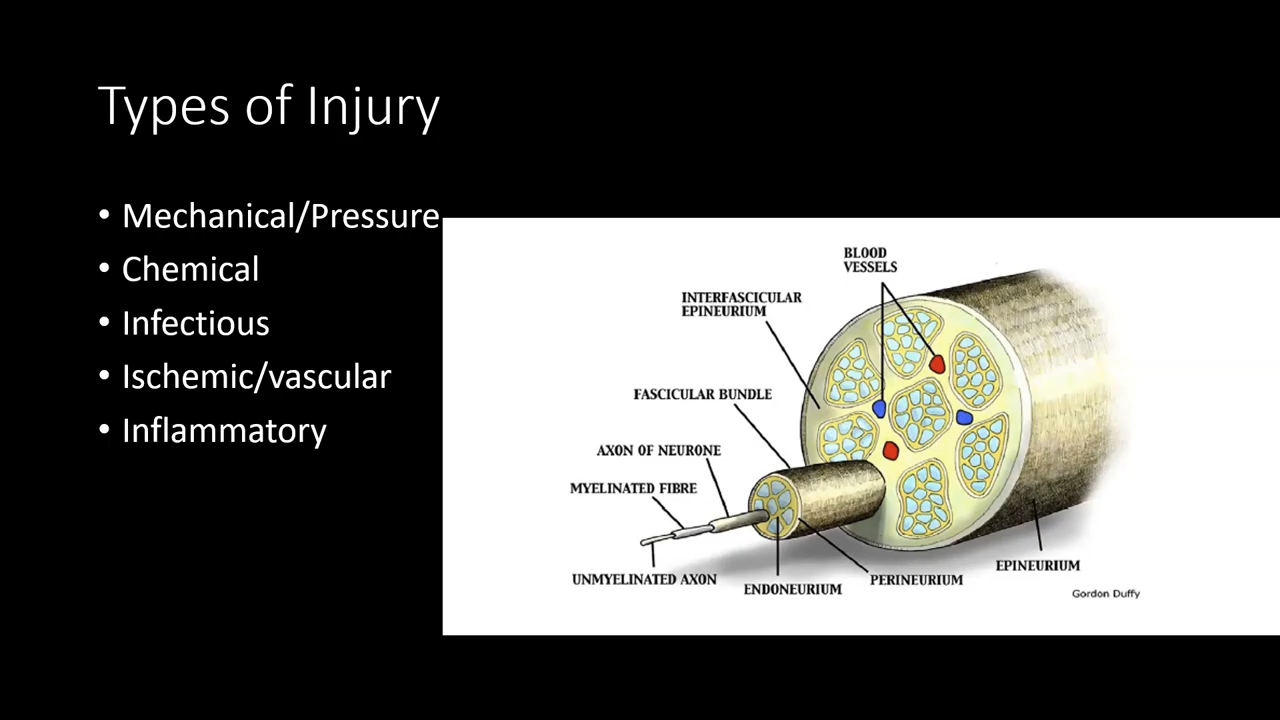 Types of Injury
• Mechanical/Pressure
• Chemical
• Infectious
• Ischemic/vascular
• Inflammatory
BLOOD
VESSELS
INTERFASCICULAR
EPINEURIUM
FASCICULAR BUNDLE
AXON OF NEURONE
MYELINATED FIBRE
UNMYELINATED AXON
ENDONEURIUM
PERINEURIUM
EPINEURIUM
Gordon Duffy